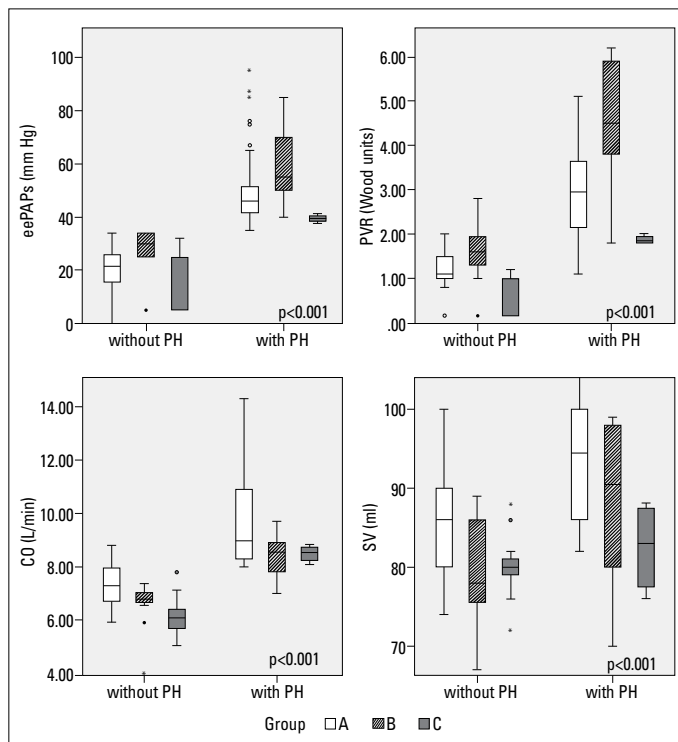 eePAPs (mm Hg)
100
80
60
40
20
0
without PH
with PH
p<0.001
PVR (Wood units)
6.00
5.00
4.00
3.00
2.00
1.00
.00
without PH
with PH
p<0.001
CO (L/min)
14.00
12.00
10.00
8.00
6.00
4.00
without PH
with PH
p<0.001
SV (ml)
100
90
80
70
without PH
with PH
p<0.001
Group A B C